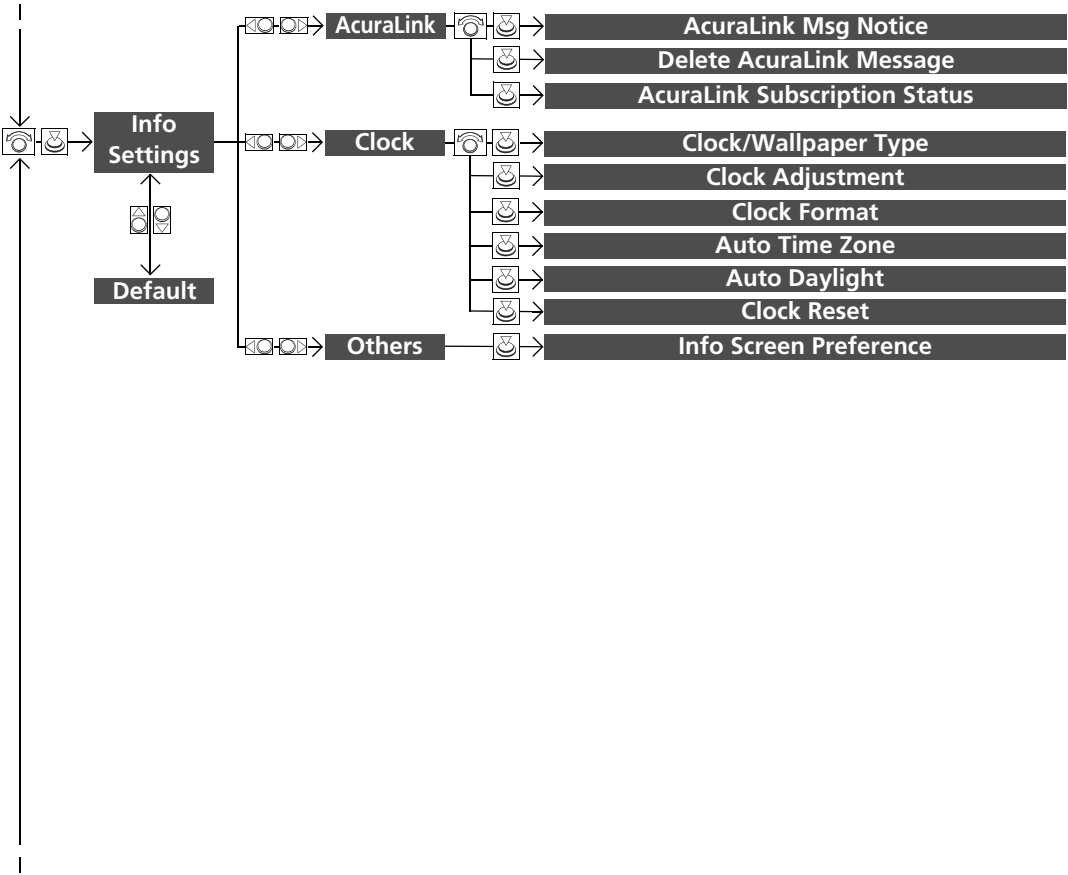 AcuraLink
AcuraLink Msg Notice
Delete AcuraLink Message
AcuraLink Subscription Status
Info
Settings
Clock
Clock/Wallpaper Type
Clock Adjustment
Clock Format
Auto Time Zone
Auto Daylight
Clock Reset
Default
Others
Info Screen Preference